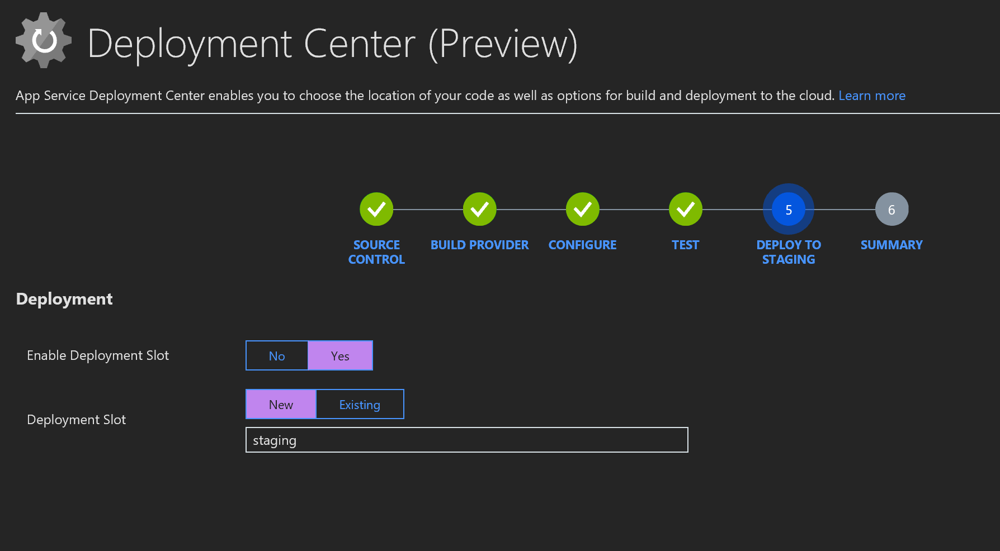 Deployment Center (Preview)
App Service Deployment Center enables you to choose the location of your code as well as options for build and deployment to the cloud. Learn more
5
6
SOURCE CONTROL
BUILD PROVIDER
CONFIGURE
TEST
DEPLOY TO STAGING
SUMMARY
Deployment
Enable Deployment Slot
No
Yes
Deployment Slot
New
Existing
staging